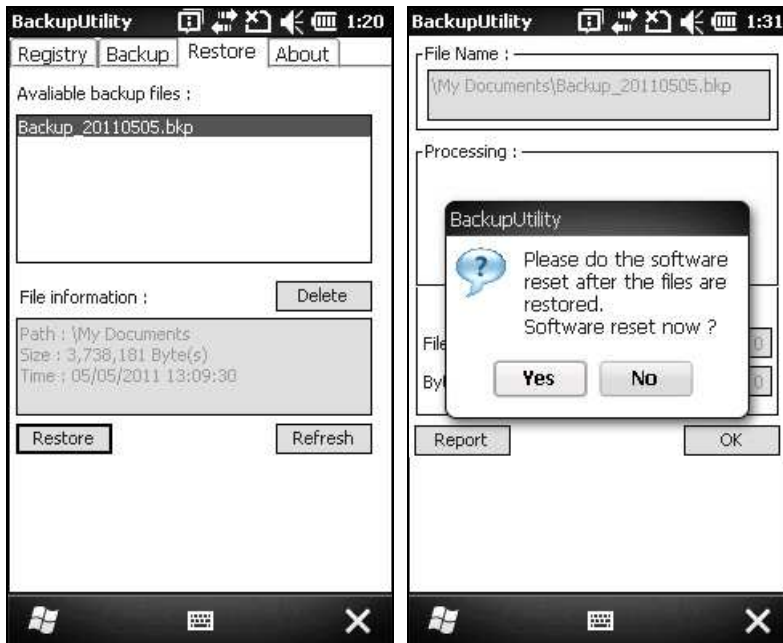 BackupUtility 1:20
Registry Backup Restore About
Avaliable backup files :
Backup_20110505.bkp
File information :
Delete
Path : \My Documents
Size : 3,738,181 Byte(s)
Time : 05/05/2011 13:09:30
Restore
Refresh
BackupUtility 1:31
File Name :
\My Documents\Backup_20110505.bkp
Processing :
BackupUtility
Please do the software
reset after the files are
restored.
Software reset now ?
Yes
No
File
0
0
Report
OK